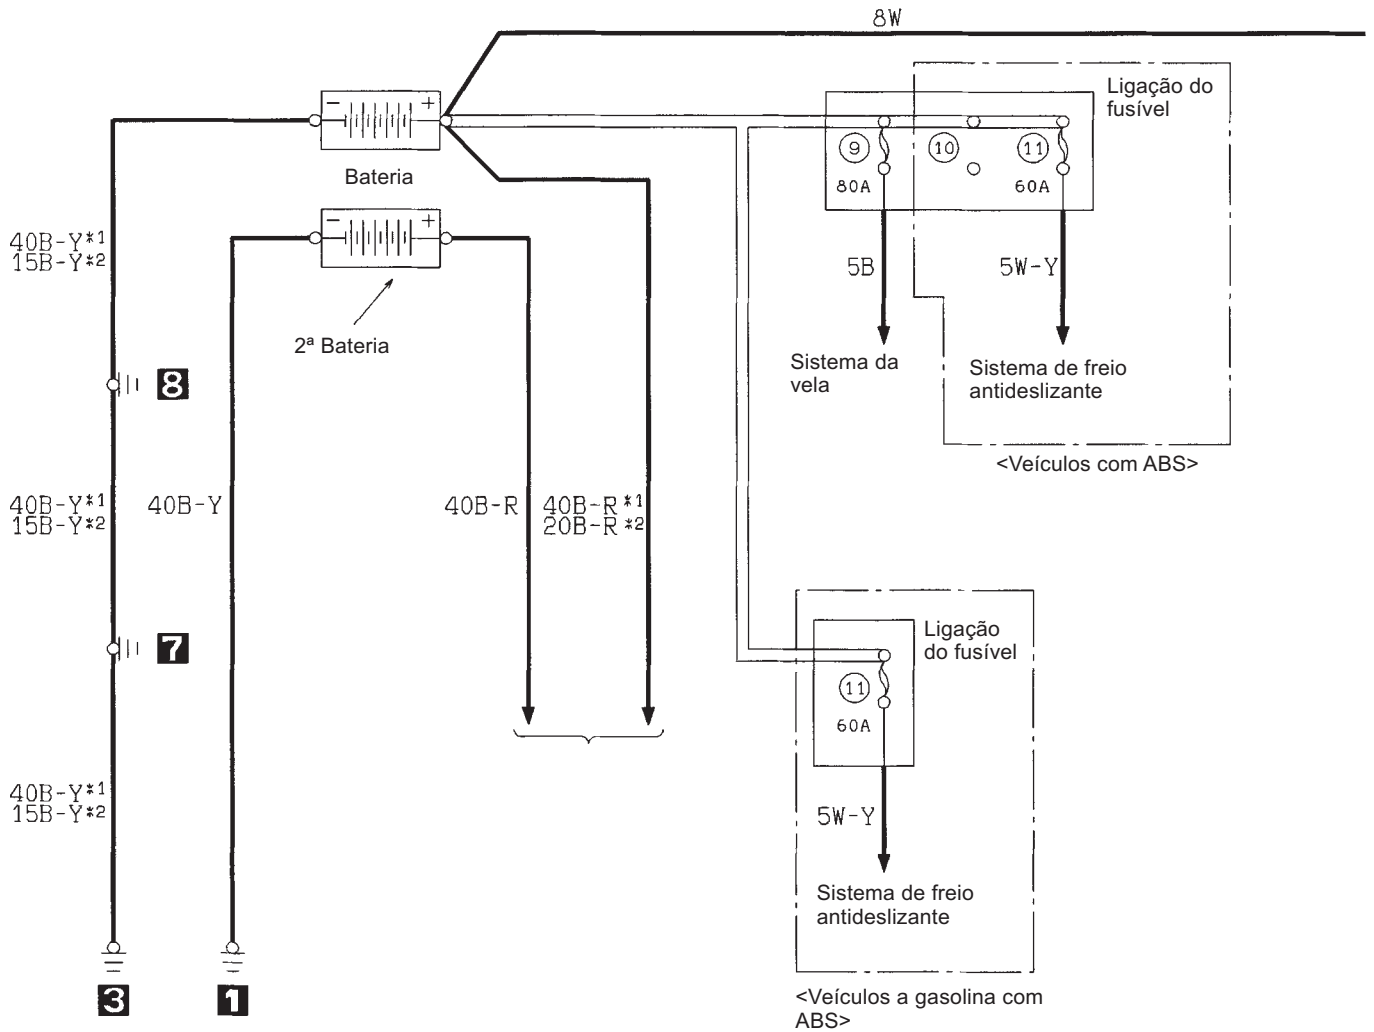 8W
Ligação do
fusível
- +
9 10 11
80A 60A
Bateria
- +
40B-Y*1
15B-Y*2
5B 5W-Y
2ª Bateria
Sistema da
vela
Sistema de freio
antideslizante
8
<Veículos com ABS>
40B-Y*1
15B-Y*2
40B-Y
40B-R
40B-R*1
20B-R*2
Ligação
do fusível
7
11
60A
40B-Y*1
15B-Y*2
5W-Y
Sistema de freio
antideslizante
3 1
<Veículos a gasolina com
ABS>